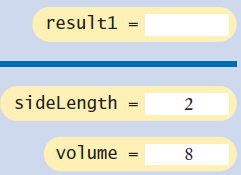 result1 =
sideLength = 2
volume = 8